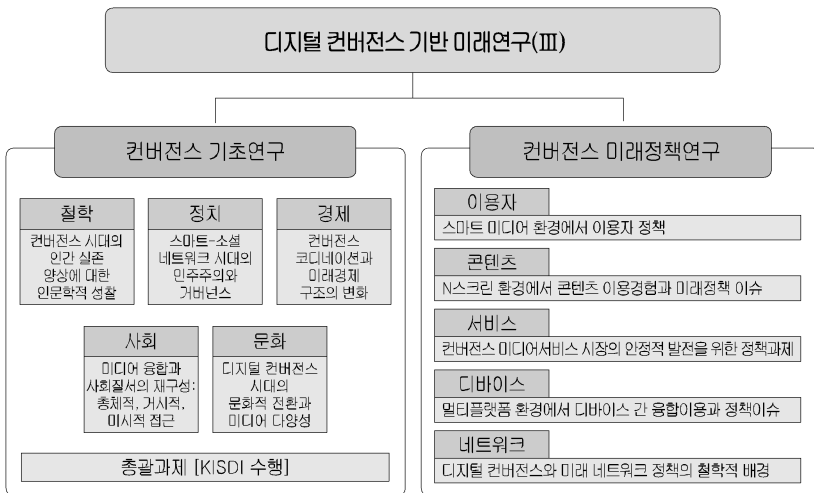 디지털 컨버전스 기반 미래연구(Ⅲ)
컨버전스 기초연구
철학
컨버전스 시대의
인간 실존
양상에 대한
인문학적 성찰
정치
스마트-소셜
네트워크 시대의
민주주의와
거버넌스
경제
컨버전스
코디네이션과
미래경제
구조의 변화
사회
미디어 융합과
사회질서의 재구성:
총체적, 거시적,
미시적 접근
문화
디지털 컨버전스
시대의
문화적 전환과
미디어 다양성
총괄과제 [KISDI 수행]
컨버전스 미래정책연구
이용자
스마트 미디어 환경에서 이용자 정책
콘텐츠
N스크린 환경에서 콘텐츠 이용경험과 미래정책 이슈
서비스
컨버전스 미디어서비스 시장의 안정적 발전을 위한 정책과제
디바이스
멀티플랫폼 환경에서 디바이스 간 융합이용과 정책이슈
네트워크
디지털 컨버전스와 미래 네트워크 정책의 철학적 배경